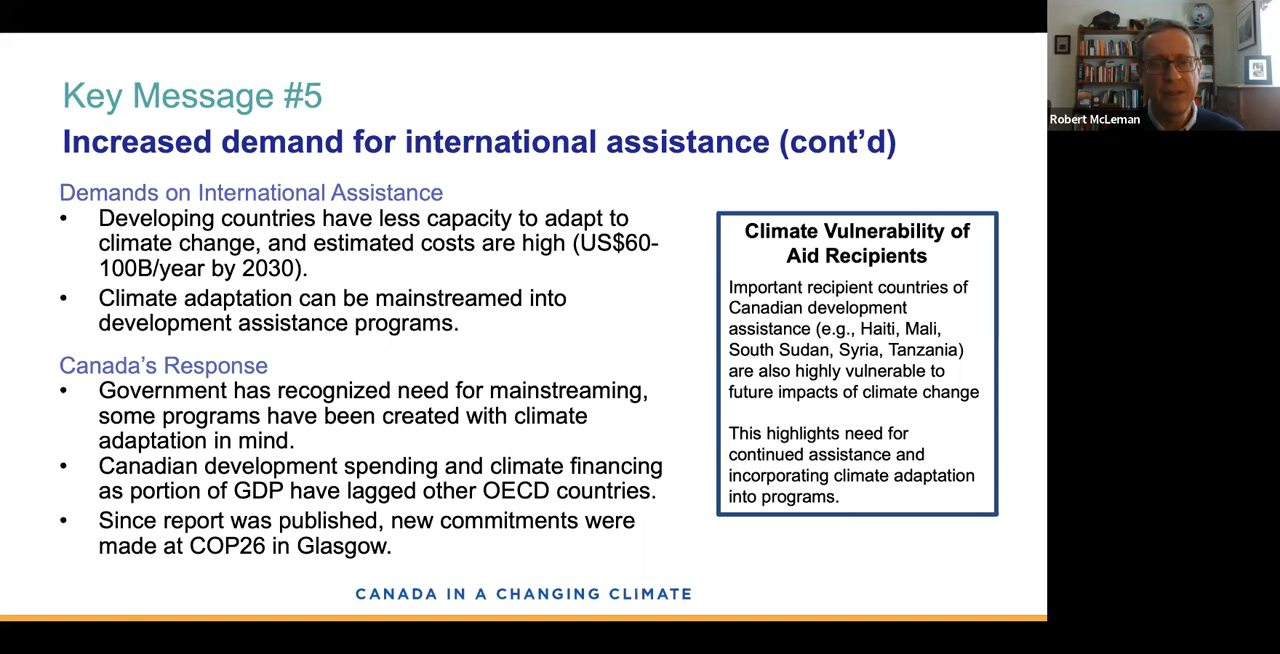 Key Message #5
Increased demand for international assistance (cont’d)
Demands on International Assistance
• Developing countries have less capacity to adapt to
climate change, and estimated costs are high (US$60-
100B/year by 2030).
• Climate adaptation can be mainstreamed into
development assistance programs.
Canada’s Response
• Government has recognized need for mainstreaming,
some programs have been created with climate
adaptation in mind.
• Canadian development spending and climate financing
as portion of GDP have lagged other OECD countries.
• Since report was published, new commitments were
made at COP26 in Glasgow.
Climate Vulnerability of
Aid Recipients
Important recipient countries of
Canadian development
assistance (e.g., Haiti, Mali,
South Sudan, Syria, Tanzania)
are also highly vulnerable to
future impacts of climate change
This highlights need for
continued assistance and
incorporating climate adaptation
into programs.
CANADA IN A CHANGING CLIMATE
Robert McLeman